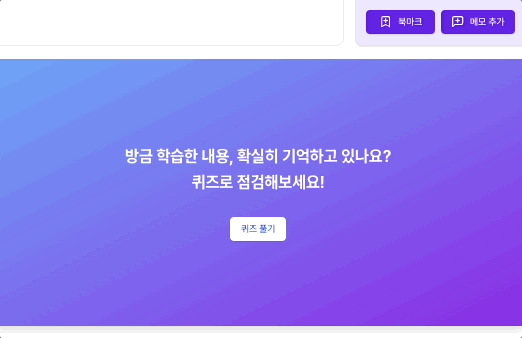 북마크
메모 추가
방금 학습한 내용, 확실히 기억하고 있나요?
퀴즈로 점검해보세요!
퀴즈 풀기